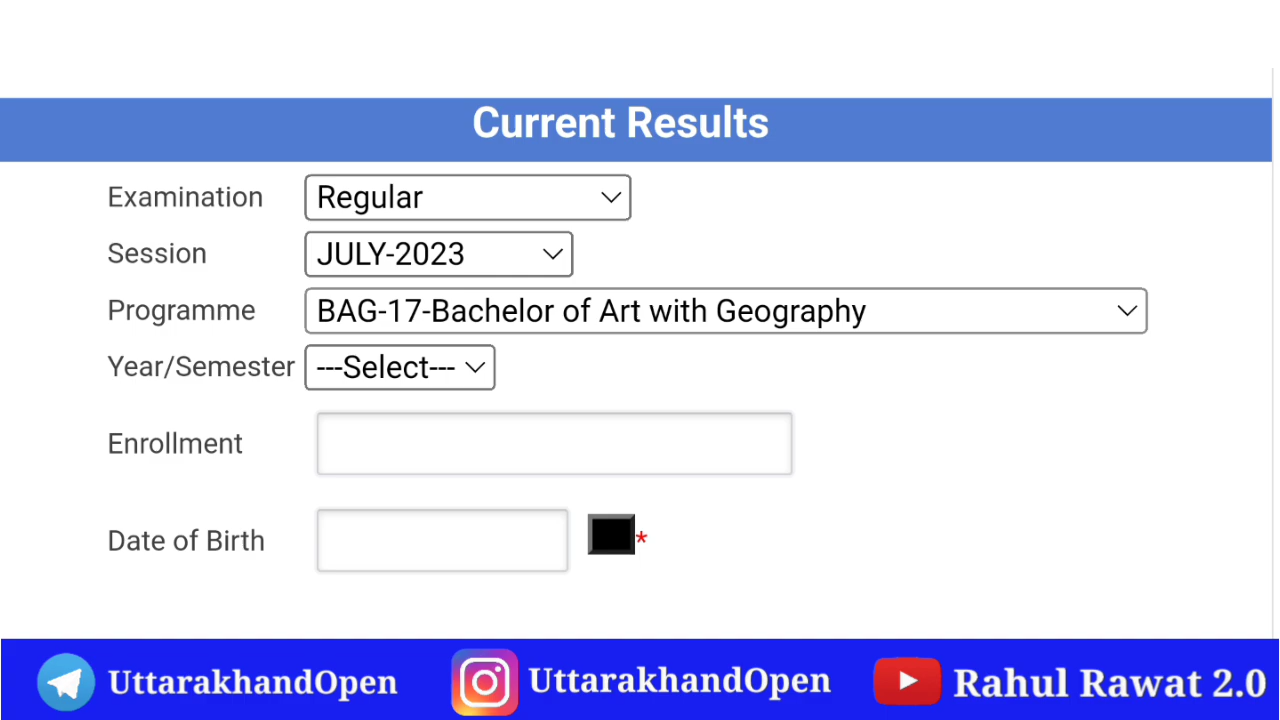 Current Results
Examination Regular
Session JULY-2023
Programme BAG-17-Bachelor of Art with Geography
Year/Semester ---Select---
Enrollment
Date of Birth *
UttarakhandOpen UttarakhandOpen Rahul Rawat 2.0